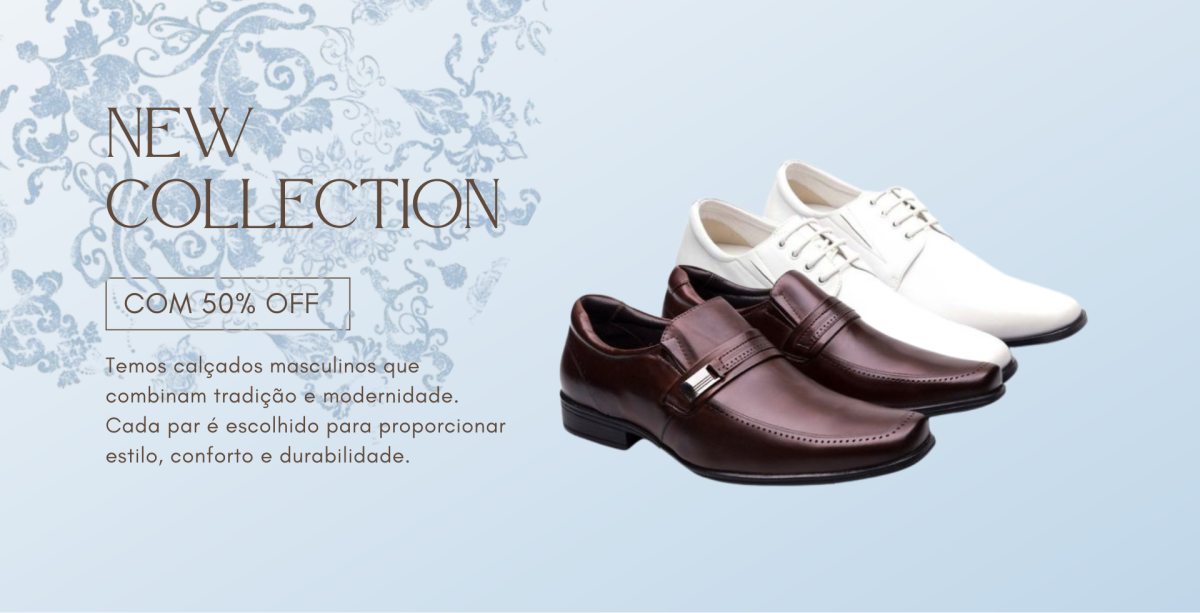 NEW
COLLECTION
COM 50% OFF
Temos calçados masculinos que
combinam tradição e modernidade.
Cada par é escolhido para proporcionar
estilo, conforto e durabilidade.